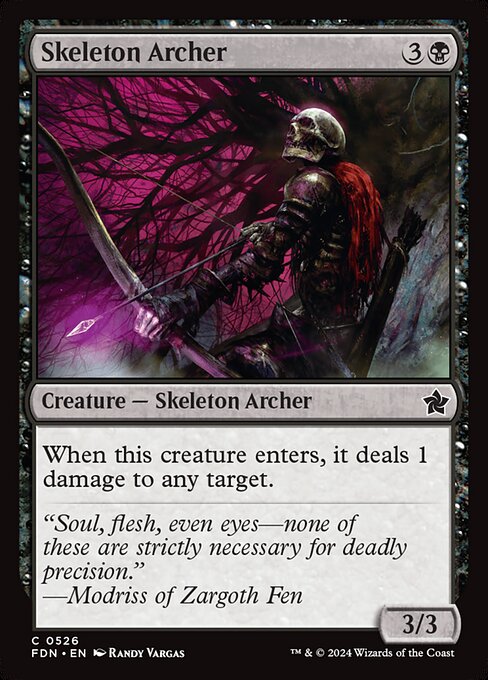 Skeleton Archer 3
Creature — Skeleton Archer
When this creature enters, it deals 1
damage to any target.
“Soul, flesh, even eyes—none of
these are strictly necessary for deadly
precision.”
—Modriss of Zargoth Fen
3/3
C 0526
FDN • EN Randy Vargas
™ & © 2024 Wizards of the Coast